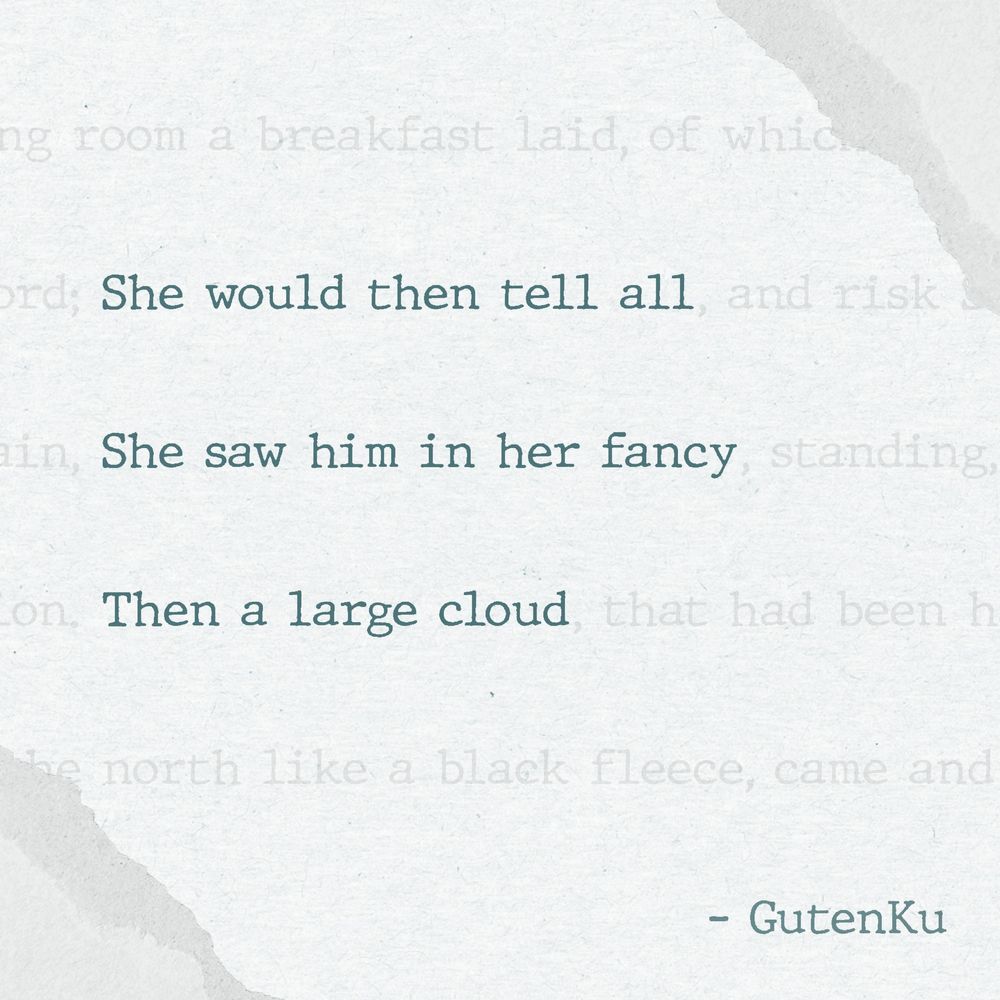 ng room a breakfast laid, of
ord; She would then tell all, and risk
ain, She saw him in her fancy, standing,
ion. Then a large cloud, that had been h
he north like a black fleece, came and
- GutenKu